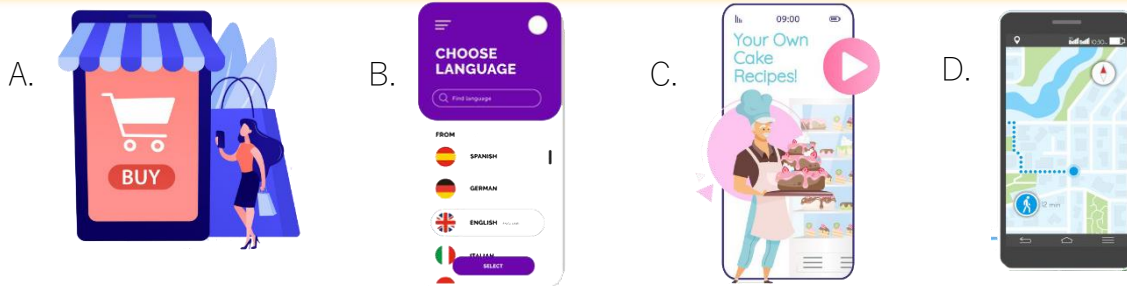 A.
BUY
B.
CHOOSE
LANGUAGE
Find language
FROM
SPANISH
GERMAN
ENGLISH
ITALIAN
SELECT
C.
09:00
Your Own
Cake
Recipes!
D.
12 min